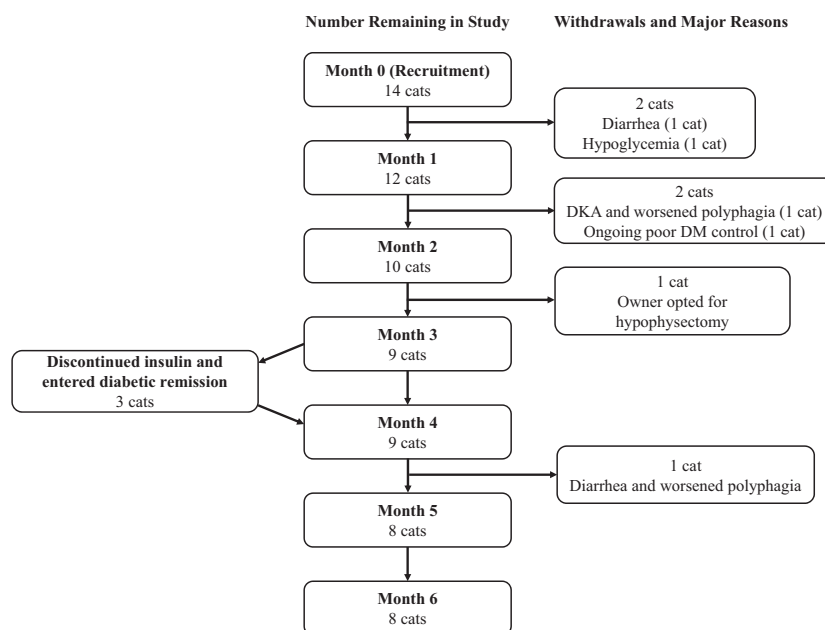 Number Remaining in Study
Withdrawals and Major Reasons
Month 0 (Recruitment)
14 cats
2 cats
Diarrhea (1 cat)
Hypoglycemia (1 cat)
Month 1
12 cats
2 cats
DKA and worsened polyphagia (1 cat)
Ongoing poor DM control (1 cat)
Month 2
10 cats
1 cat
Owner opted for
hypophysectomy
Month 3
9 cats
Discontinued insulin and
entered diabetic remission
3 cats
Month 4
9 cats
1 cat
Diarrhea and worsened polyphagia
Month 5
8 cats
Month 6
8 cats